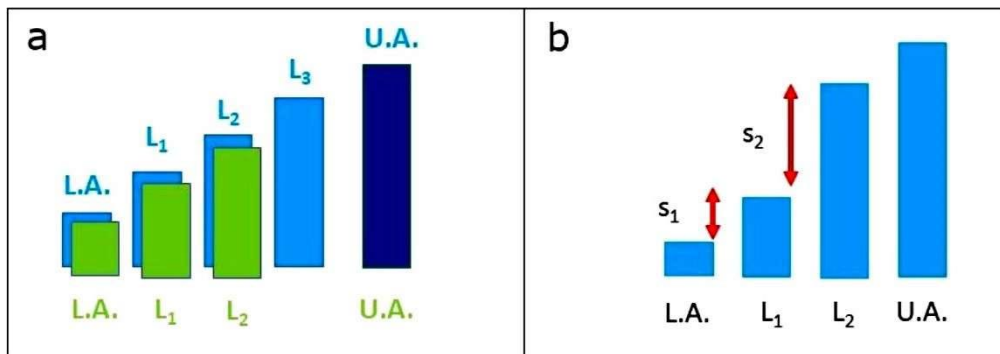 a
U.A.
L₃
L₂
L₁
L.A.
L.A. L₁ L₂ U.A.
b
s₂
s₁
L.A. L₁ L₂ U.A.